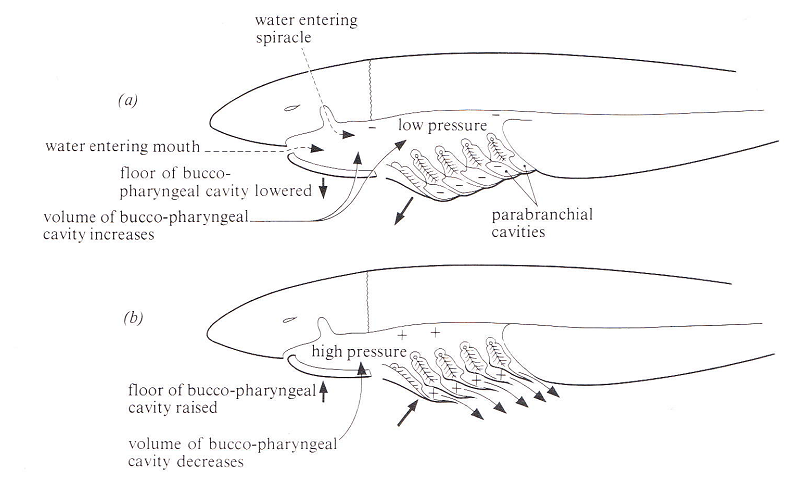 water entering
spiracle
(a)
low pressure
water entering mouth
floor of bucco-
pharyngeal cavity lowered
volume of bucco-pharyngeal
cavity increases
parabranchial
cavities
(b)
high pressure
floor of bucco-pharyngeal
cavity raised
volume of bucco-pharyngeal
cavity decreases